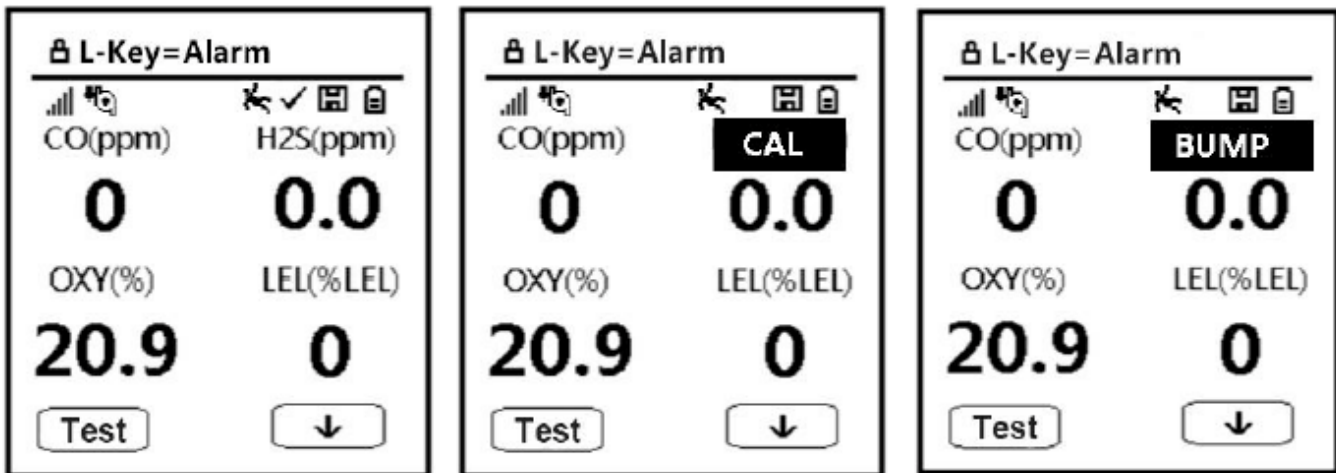 L-Key=Alarm
CO(ppm) H2S(ppm)
0 0.0
OXY(%) LEL(%LEL)
20.9 0
Test ↓
L-Key=Alarm
CO(ppm) CAL
0 0.0
OXY(%) LEL(%LEL)
20.9 0
Test ↓
L-Key=Alarm
CO(ppm) BUMP
0 0.0
OXY(%) LEL(%LEL)
20.9 0
Test ↓